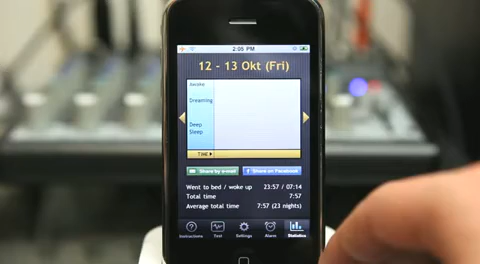 2:05 PM
12 - 13 Okt (Fri)
Awake
Dreaming
Deep
Sleep
TIME
Share by e-mail
Share on Facebook
Went to bed / woke up 23:57 / 07:14
Total time 7:57
Average total time 7:57 (23 nights)
Instructions Test Settings Alarm Statistics